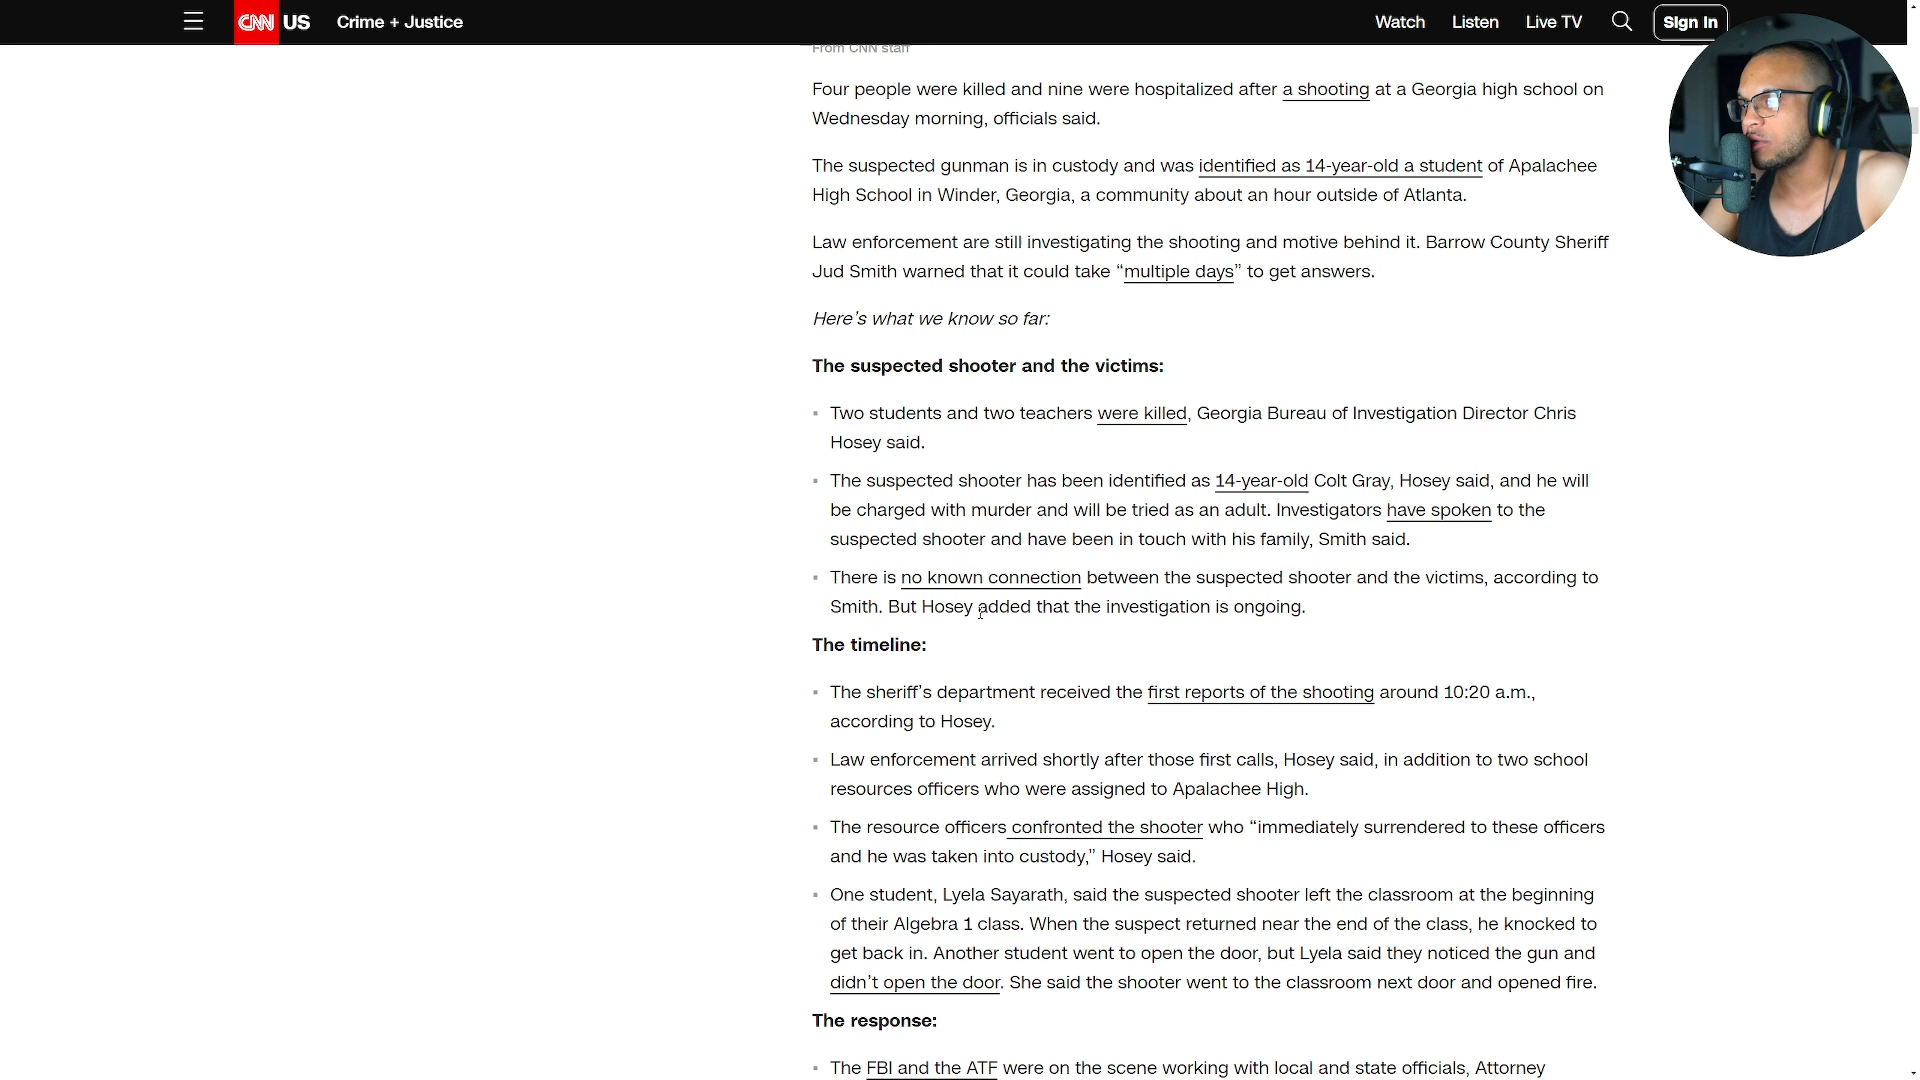 CNN US Crime + Justice Watch Listen Live TV Sign In
From CNN staff
Four people were killed and nine were hospitalized after a shooting at a Georgia high school on
Wednesday morning, officials said.
The suspected gunman is in custody and was identified as 14-year-old a student of Apalachee
High School in Winder, Georgia, a community about an hour outside of Atlanta.
Law enforcement are still investigating the shooting and motive behind it. Barrow County Sheriff
Jud Smith warned that it could take “multiple days” to get answers.
Here’s what we know so far:
The suspected shooter and the victims:
▪ Two students and two teachers were killed, Georgia Bureau of Investigation Director Chris
Hosey said.
▪ The suspected shooter has been identified as 14-year-old Colt Gray, Hosey said, and he will
be charged with murder and will be tried as an adult. Investigators have spoken to the
suspected shooter and have been in touch with his family, Smith said.
▪ There is no known connection between the suspected shooter and the victims, according to
Smith. But Hosey added that the investigation is ongoing.
The timeline:
▪ The sheriff’s department received the first reports of the shooting around 10:20 a.m.,
according to Hosey.
▪ Law enforcement arrived shortly after those first calls, Hosey said, in addition to two school
resources officers who were assigned to Apalachee High.
▪ The resource officers confronted the shooter who “immediately surrendered to these officers
and he was taken into custody,” Hosey said.
▪ One student, Lyela Sayarath, said the suspected shooter left the classroom at the beginning
of their Algebra 1 class. When the suspect returned near the end of the class, he knocked to
get back in. Another student went to open the door, but Lyela said they noticed the gun and
didn’t open the door. She said the shooter went to the classroom next door and opened fire.
The response:
▪ The FBI and the ATF were on the scene working with local and state officials, Attorney